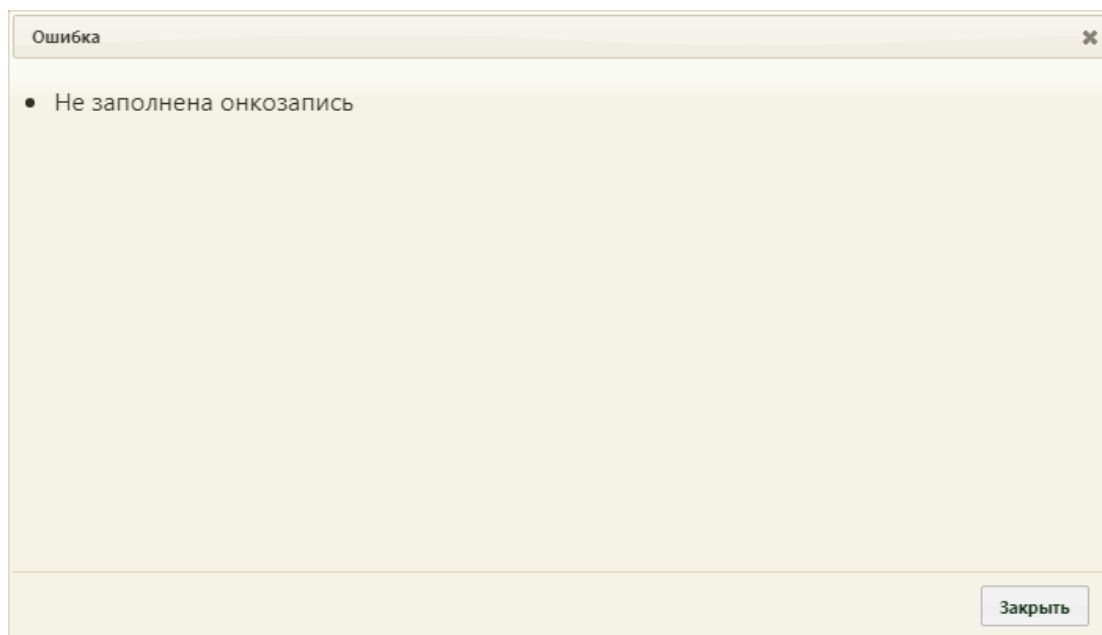 Ошибка
Не заполнена онкозапись
Закрыть